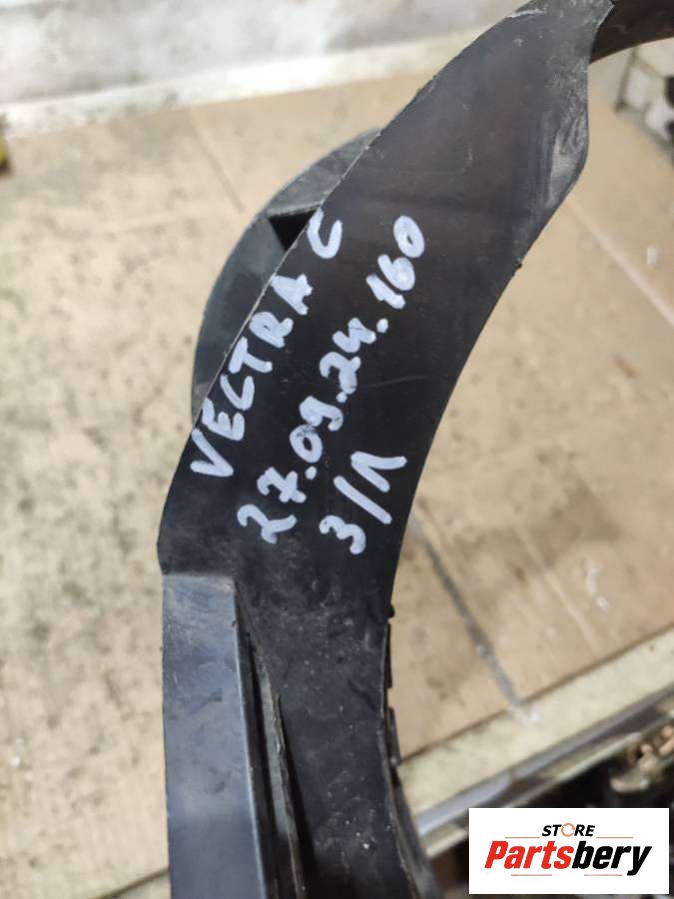 VECTRA C
27.09.24.160
З/Л
STORE
Partsbery